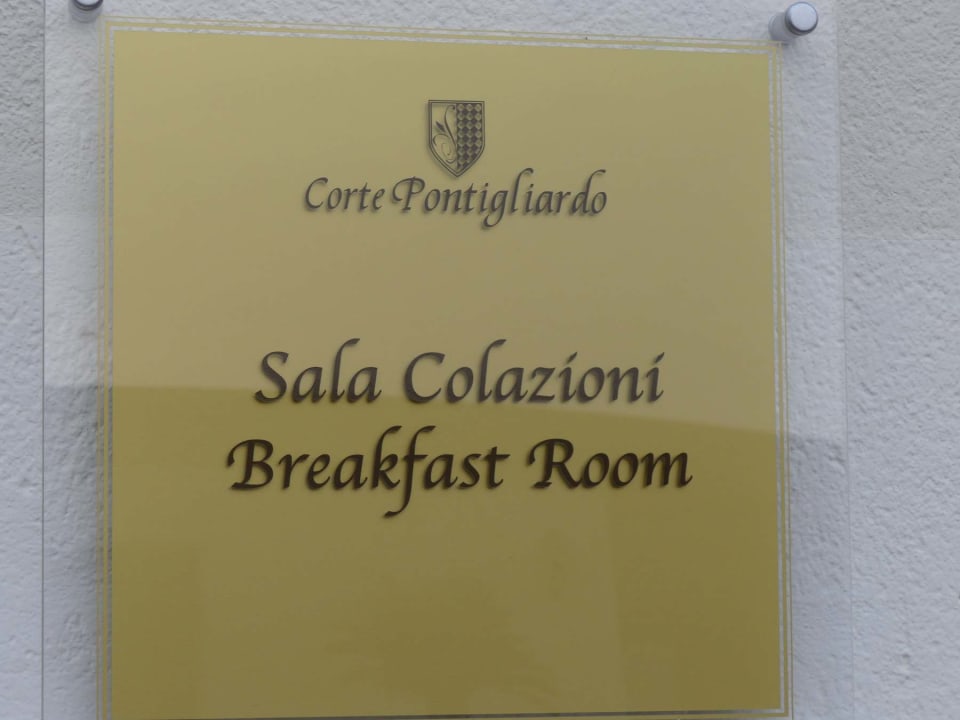 Corte Pontigliardo
Sala Colazioni
Breakfast Room